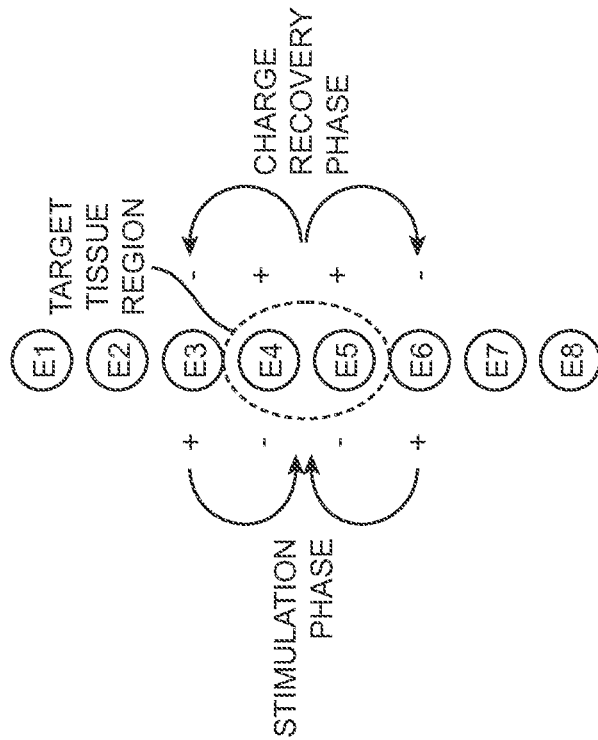 STIMULATION
PHASE
+ - - +
E8 E7 E6 E5 E4 E3 E2 E1
- + + -
TARGET
TISSUE
REGION
CHARGE
RECOVERY
PHASE